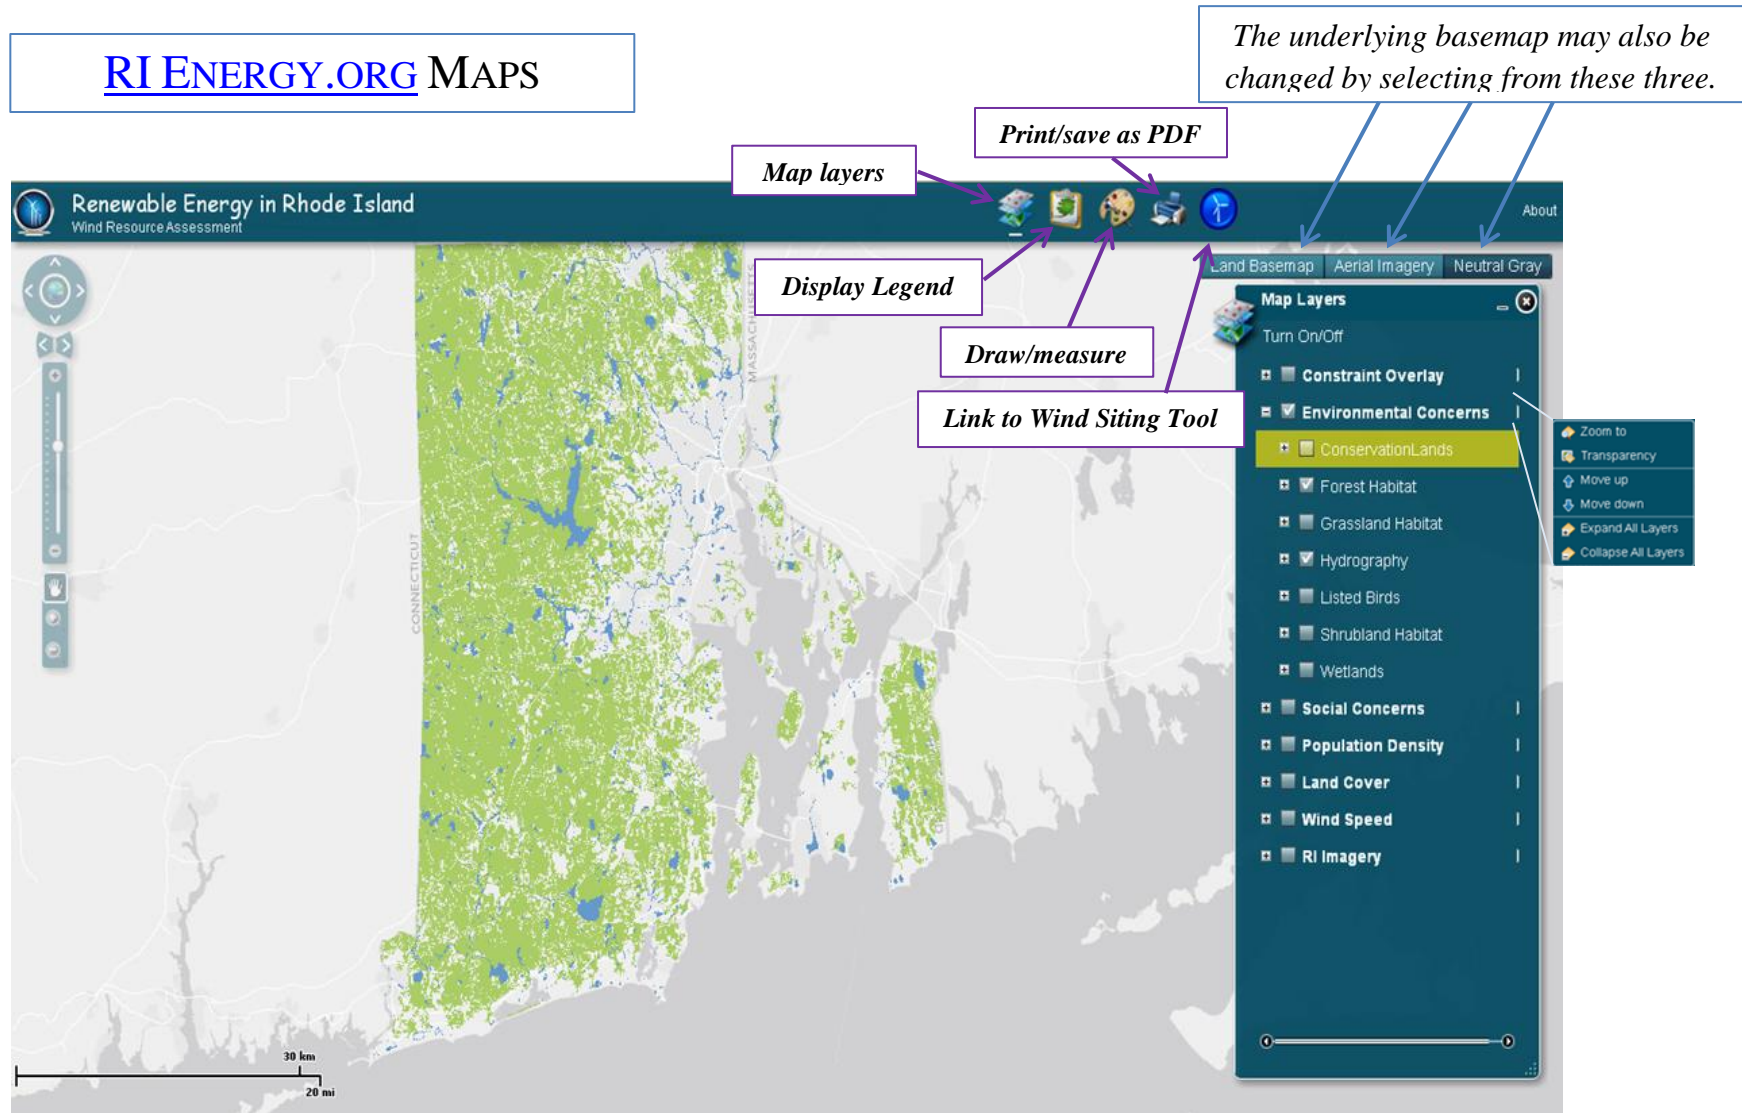 RI ENERGY.ORG MAPS
The underlying basemap may also be
changed by selecting from these three.
Print/save as PDF
Map layers
Renewable Energy in Rhode Island
Wind Resource Assessment
About
Display Legend
Land Basemap
Aerial Imagery
Neutral Gray
Draw/measure
Link to Wind Siting Tool
Map Layers
Turn On/Off
Constraint Overlay
Environmental Concerns
ConservationLands
Forest Habitat
Grassland Habitat
Hydrography
Listed Birds
Shrubland Habitat
Wetlands
Social Concerns
Population Density
Land Cover
Wind Speed
RI Imagery
Zoom to
Transparency
Move up
Move down
Expand All Layers
Collapse All Layers
MASSACHUSETTS
CONNECTICUT
30 km
20 mi